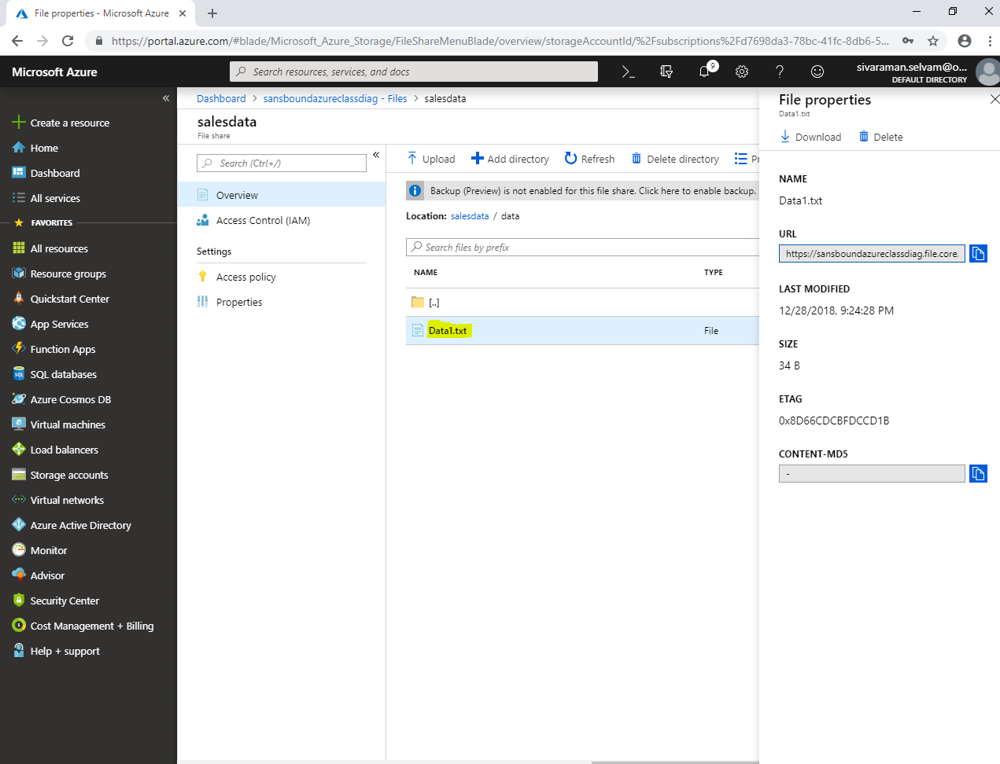 File properties - Microsoft Azure
https://portal.azure.com/#blade/Microsoft_Azure_Storage/FileShareMenuBlade/overview/storageAccountId/%2Fsubscriptions%2Fd7698da3-78bc-41fc-8db6-5...
Microsoft Azure
Search resources, services, and docs
9
sivaraman.selvam@o...
DEFAULT DIRECTORY
Create a resource
Home
Dashboard
All services
FAVORITES
All resources
Resource groups
Quickstart Center
App Services
Function Apps
SQL databases
Azure Cosmos DB
Virtual machines
Load balancers
Storage accounts
Virtual networks
Azure Active Directory
Monitor
Advisor
Security Center
Cost Management + Billing
Help + support
Dashboard > sansboundazureclassdiag - Files > salesdata
salesdata
File share
Search (Ctrl+/)
Overview
Access Control (IAM)
Settings
Access policy
Properties
Upload Add directory Refresh Delete directory Pr
Backup (Preview) is not enabled for this file share. Click here to enable backup.
Location: salesdata / data
Search files by prefix
NAME TYPE
[..]
Data1.txt File
File properties
Data1.txt
Download Delete
NAME
Data1.txt
URL
https://sansboundazureclassdiag.file.core.
LAST MODIFIED
12/28/2018, 9:24:28 PM
SIZE
34 B
ETAG
0x8D66CDCBFDCCD1B
CONTENT-MD5
-